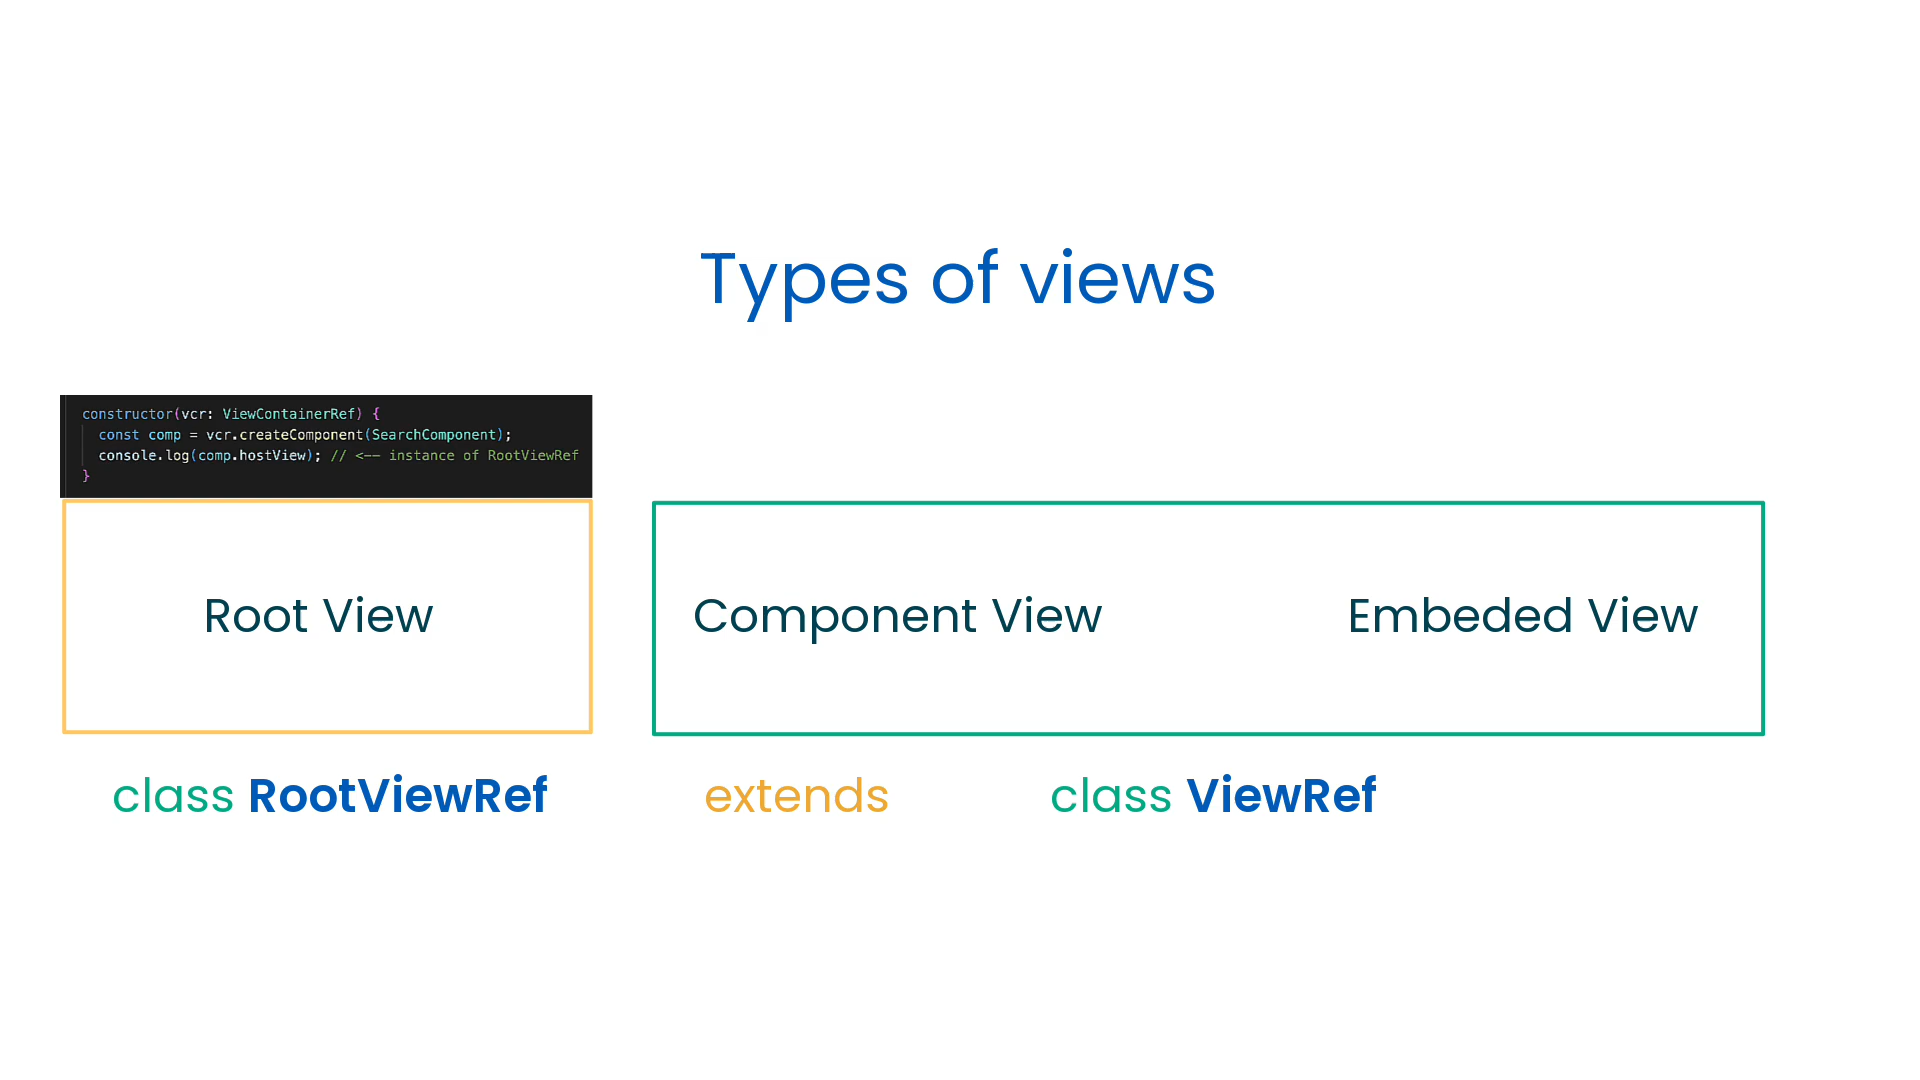 Types of views
constructor(vcr: ViewContainerRef) {
const comp = vcr.createComponent(SearchComponent);
console.log(comp.hostView); // <-- instance of RootViewRef
}
Root View
Component View
Embeded View
class RootViewRef
extends
class ViewRef